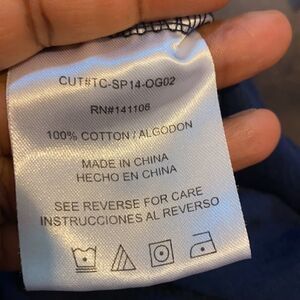 CUT#TC-SP14-OG02
RN#141106
100% COTTON / ALGODON
MADE IN CHINA
HECHO EN CHINA
SEE REVERSE FOR CARE
INSTRUCCIONES AL REVERSO